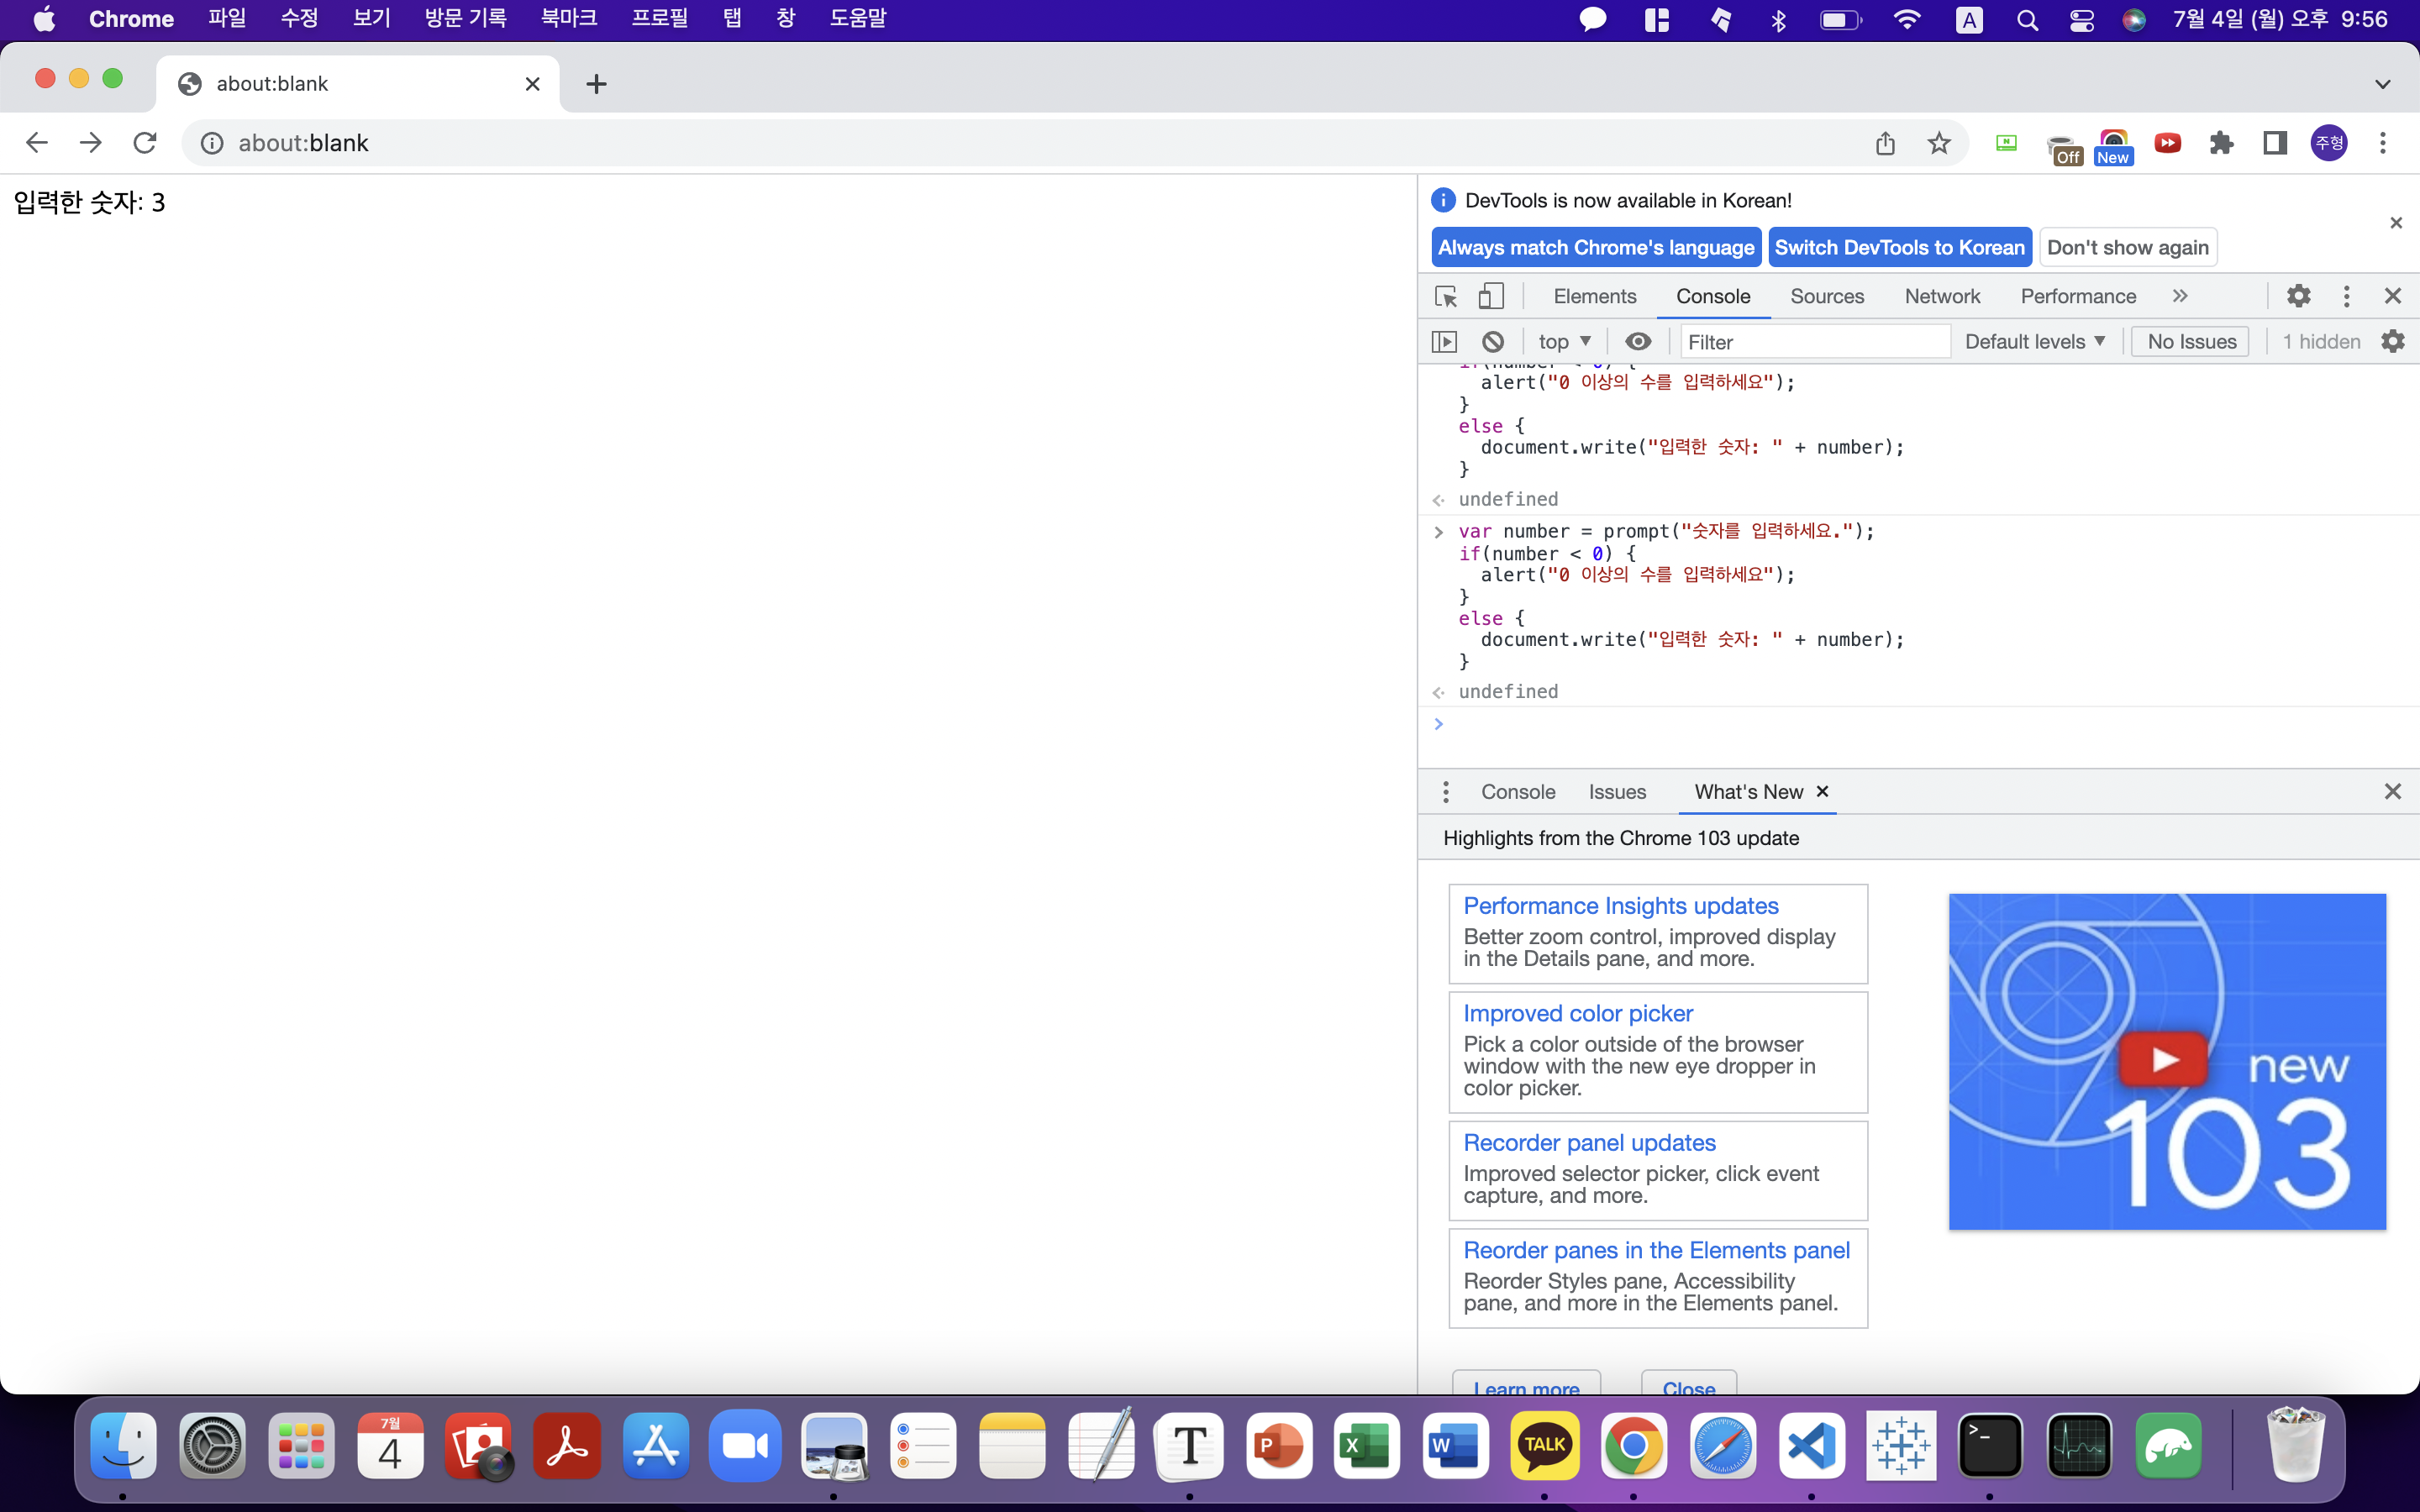 Chrome 파일 수정 보기 방문 기록 북마크 프로필 탭 창 도움말 A 7월 4일 (월) 오후 9:56
about:blank
about:blank Off New 주형
입력한 숫자: 3
DevTools is now available in Korean!
Always match Chrome's language Switch DevTools to Korean Don't show again
Elements Console Sources Network Performance
top Filter Default levels No Issues 1 hidden
if(number < 0) {
alert("0 이상의 수를 입력하세요");
}
else {
document.write("입력한 숫자: " + number);
}
undefined
var number = prompt("숫자를 입력하세요.");
if(number < 0) {
alert("0 이상의 수를 입력하세요");
}
else {
document.write("입력한 숫자: " + number);
}
undefined
Console Issues What's New
Highlights from the Chrome 103 update
Performance Insights updates
Better zoom control, improved display
in the Details pane, and more.
Improved color picker
Pick a color outside of the browser
window with the new eye dropper in
color picker.
Recorder panel updates
Improved selector picker, click event
capture, and more.
Reorder panes in the Elements panel
Reorder Styles pane, Accessibility
pane, and more in the Elements panel.
new
103
Learn more Close
7월
4
T P X W TALK >_